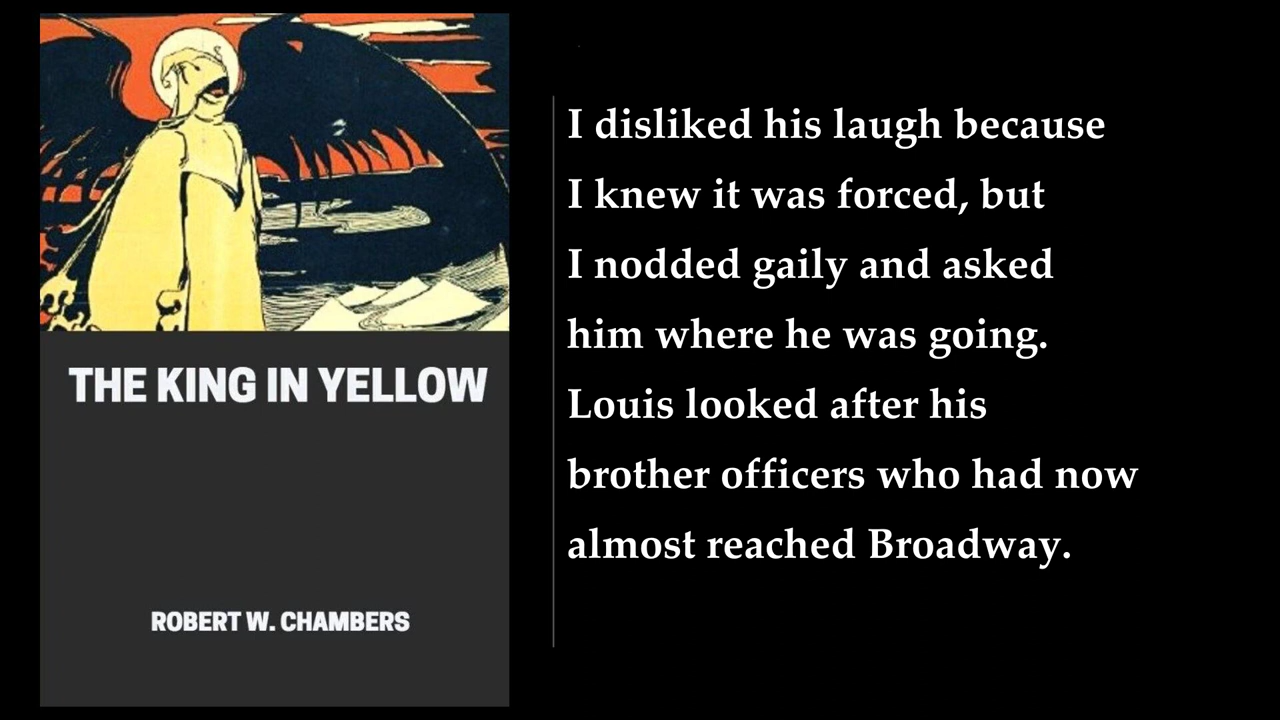 THE KING IN YELLOW
ROBERT W. CHAMBERS
I disliked his laugh because
I knew it was forced, but
I nodded gaily and asked
him where he was going.
Louis looked after his
brother officers who had now
almost reached Broadway.